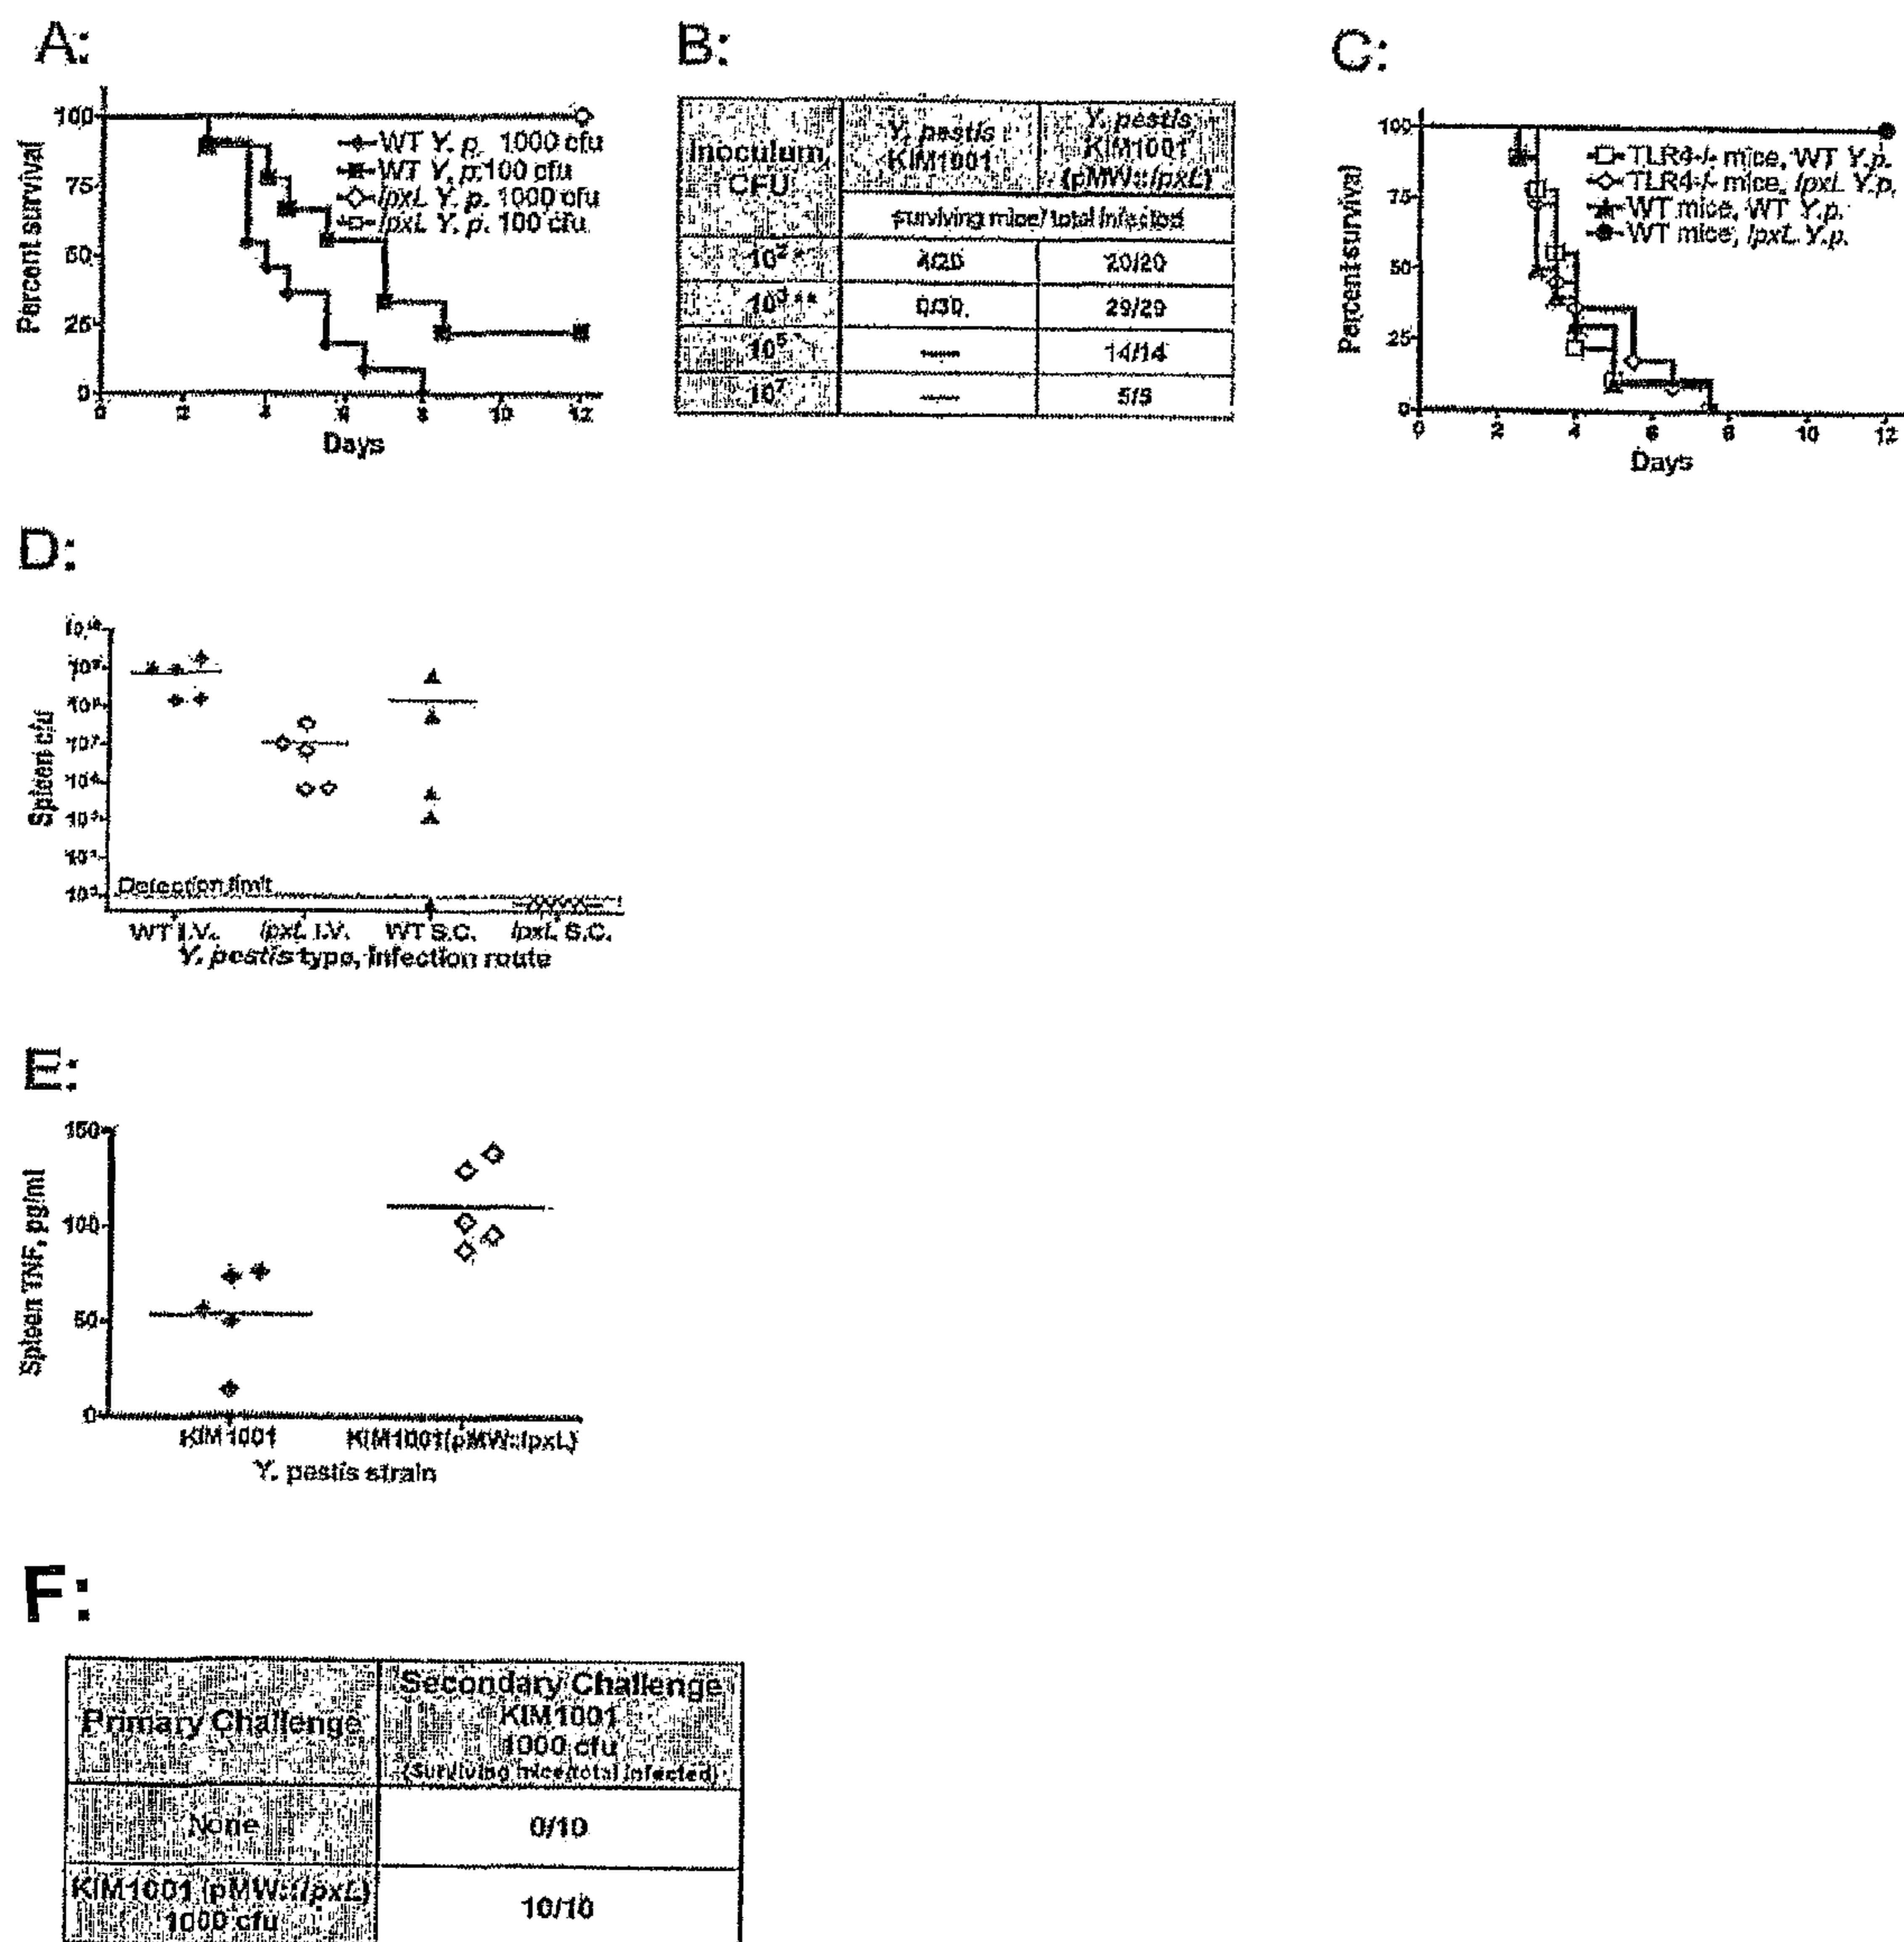 A:
Percent survival
100
75
50
25
0
WT Y. p. 1000 cfu
WT Y. p. 100 cfu
lpxL Y. p. 1000 cfu
lpxL Y. p. 100 cfu
0 2 4 6 8 10 12
Days
B:
Inoculum CFU
Y. pestis KIM1001
Y. pestis KIM1001 (pMW::lpxL)
surviving mice/ total infected
10² * 4/20 20/20
10³ ** 0/30 29/29
10⁵ — 14/14
10⁷ — 5/5
C:
Percent survival
100
75
50
25
0
TLR4-/- mice, WT Y.p.
TLR4-/- mice, lpxL Y.p.
WT mice, WT Y.p.
WT mice, lpxL Y.p.
0 2 4 6 8 10 12
Days
D:
Spleen cfu
10⁷
10⁶
10⁵
Detection limit
WT I.V. lpxL I.V. WT S.C. lpxL S.C.
Y. pestis type, infection route
E:
Spleen TNF, pg/ml
150
100
50
0
KIM1001 KIM1001(pMW::lpxL)
Y. pestis strain
F:
Primary Challenge
Secondary Challenge
KIM1001
1000 cfu
(Surviving mice/total infected)
None 0/10
KIM1001 (pMW::lpxL)
1000 cfu
10/10